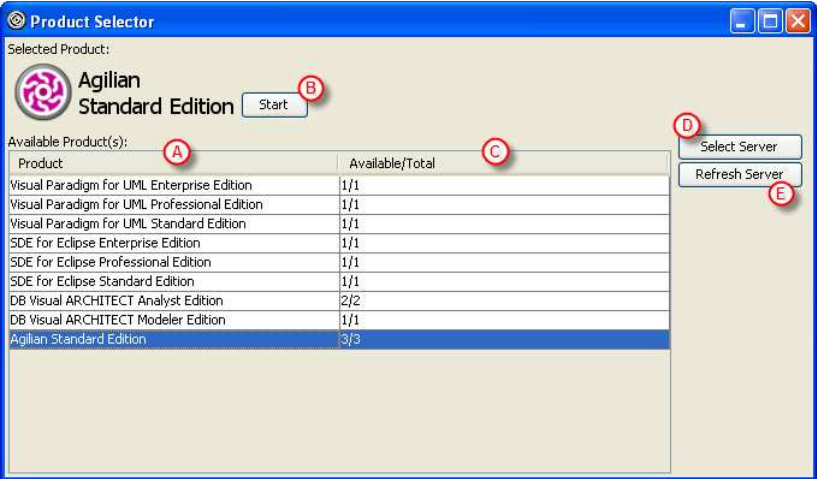 Product Selector
Selected Product:
Agilian
Standard Edition
Start
B
Available Product(s):
A
C
D
Select Server
Product
Available/Total
Refresh Server
E
Visual Paradigm for UML Enterprise Edition 1/1
Visual Paradigm for UML Professional Edition 1/1
Visual Paradigm for UML Standard Edition 1/1
SDE for Eclipse Enterprise Edition 1/1
SDE for Eclipse Professional Edition 1/1
SDE for Eclipse Standard Edition 1/1
DB Visual ARCHITECT Analyst Edition 2/2
DB Visual ARCHITECT Modeler Edition 1/1
Agilian Standard Edition 3/3